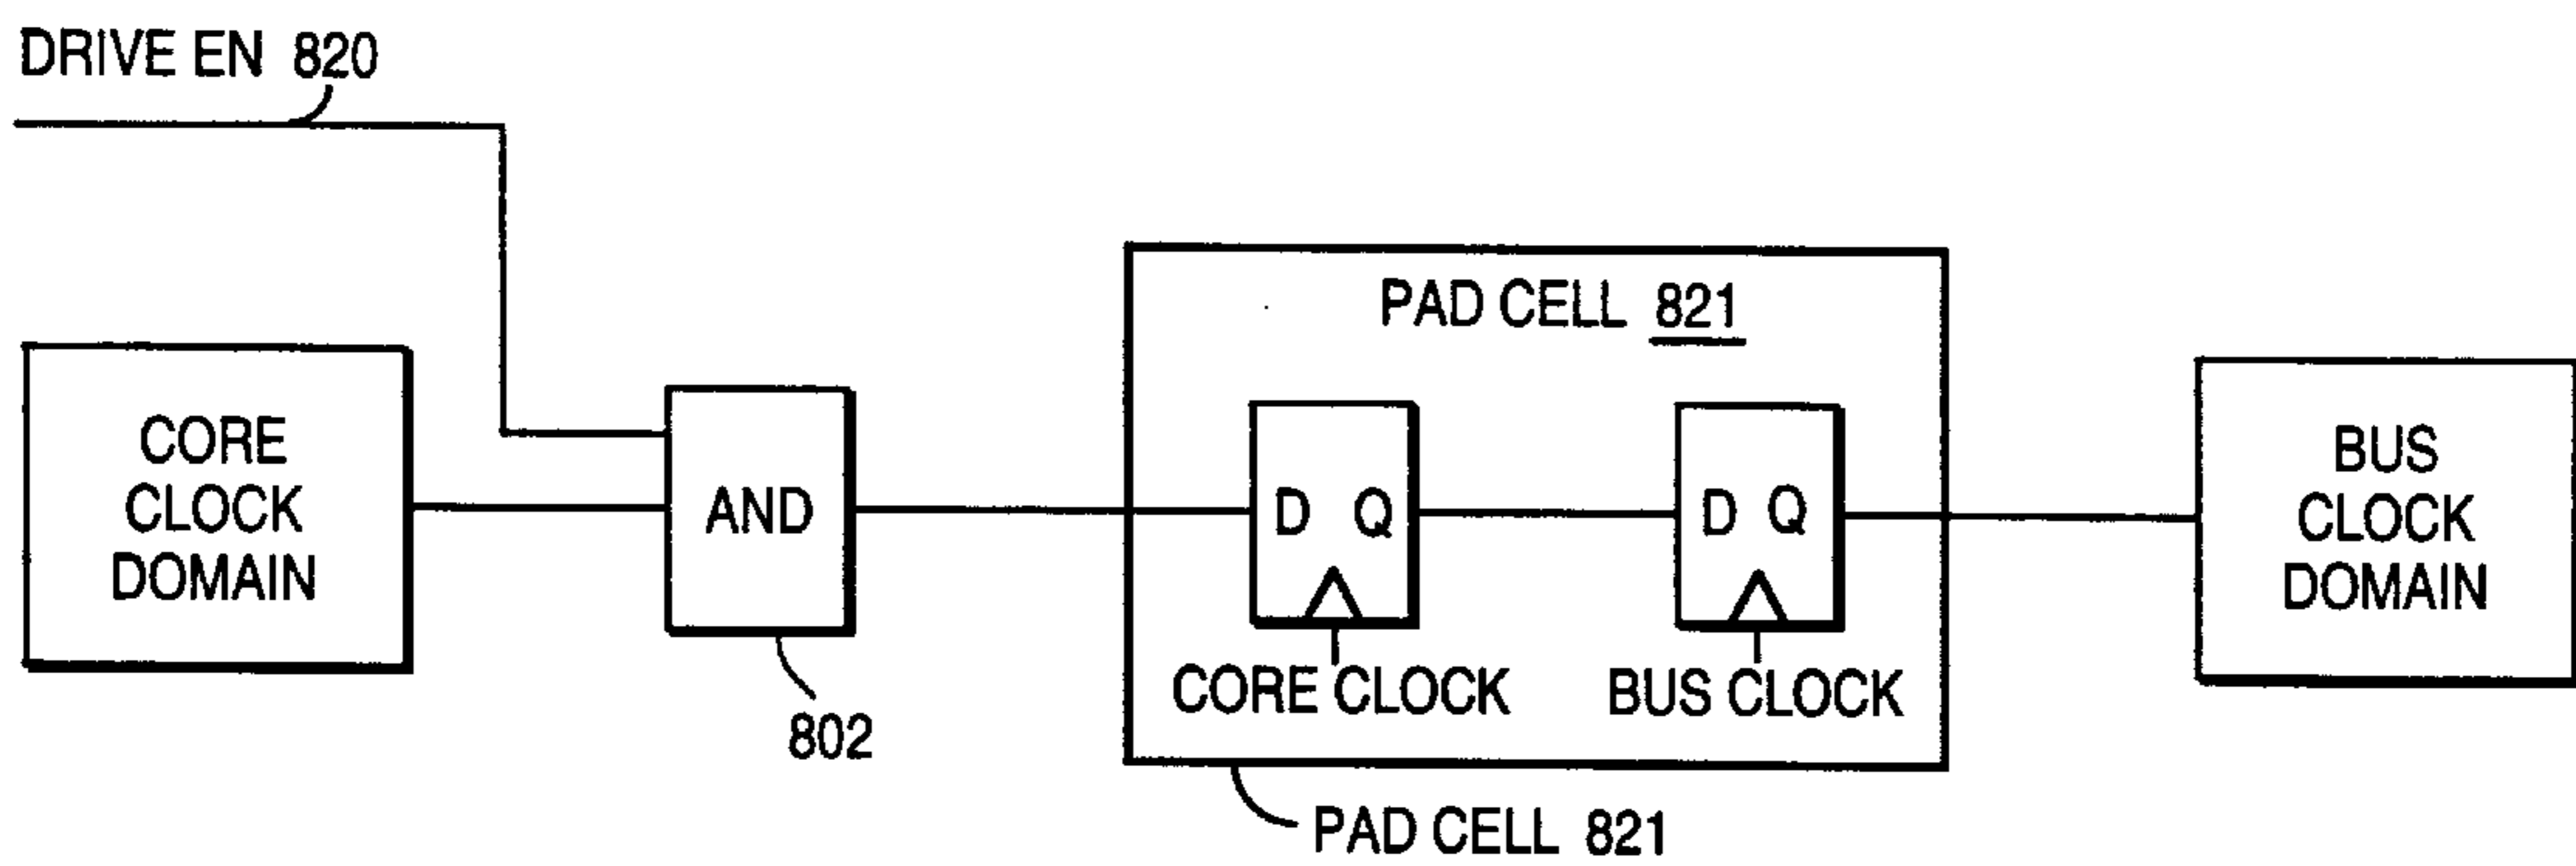 DRIVE EN 820
CORE
CLOCK
DOMAIN
AND
802
PAD CELL 821
D Q
CORE CLOCK
D Q
BUS CLOCK
PAD CELL 821
BUS
CLOCK
DOMAIN